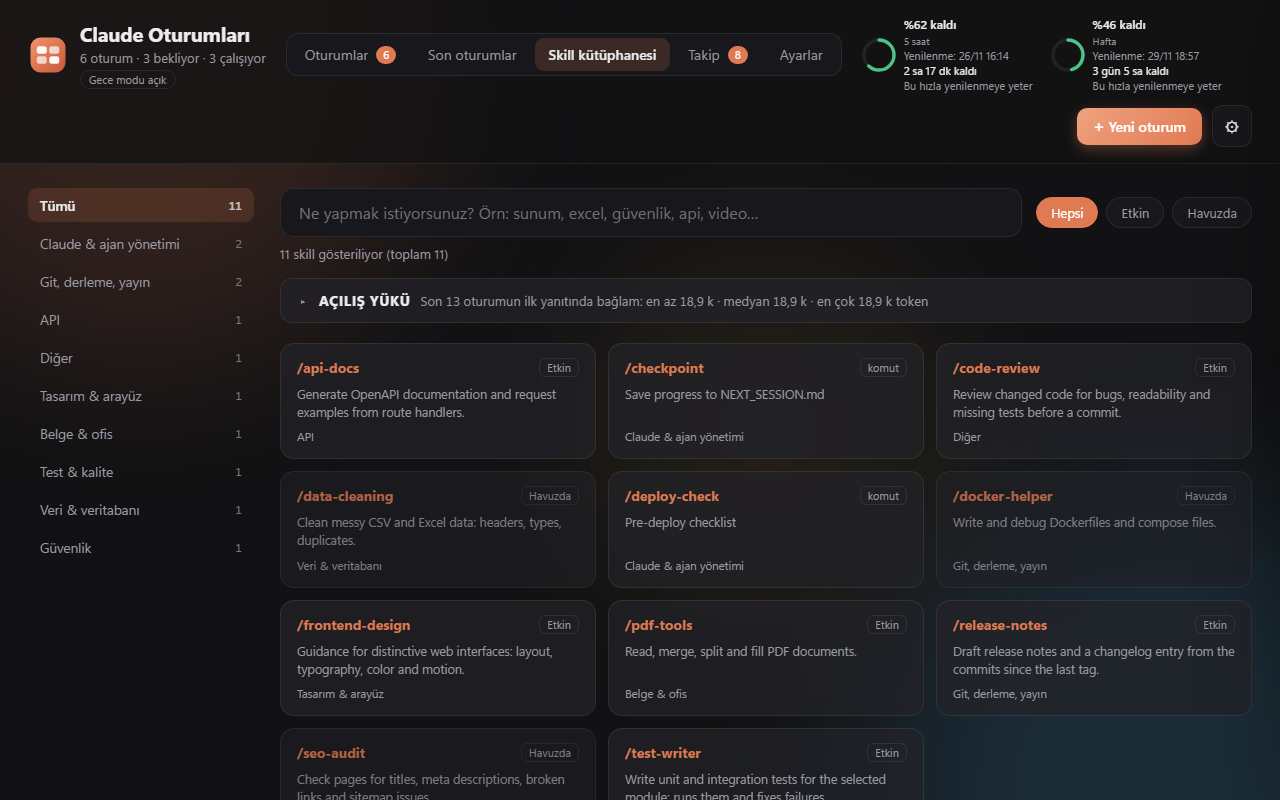 Claude Oturumları
6 oturum · 3 bekliyor · 3 çalışıyor
Gece modu açık
Oturumlar 6
Son oturumlar
Skill kütüphanesi
Takip 8
Ayarlar
%62 kaldı
5 saat
Yenilenme: 26/11 16:14
2 sa 17 dk kaldı
Bu hızla yenilenmeye yeter
%46 kaldı
Hafta
Yenilenme: 29/11 18:57
3 gün 5 sa kaldı
Bu hızla yenilenmeye yeter
+ Yeni oturum
Tümü 11
Claude & ajan yönetimi 2
Git, derleme, yayın 2
API 1
Diğer 1
Tasarım & arayüz 1
Belge & ofis 1
Test & kalite 1
Veri & veritabanı 1
Güvenlik 1
Ne yapmak istiyorsunuz? Örn: sunum, excel, güvenlik, api, video...
Hepsi
Etkin
Havuzda
11 skill gösteriliyor (toplam 11)
AÇILIŞ YÜKÜ Son 13 oturumun ilk yanıtında bağlam: en az 18,9 k · medyan 18,9 k · en çok 18,9 k token
/api-docs Etkin
Generate OpenAPI documentation and request
examples from route handlers.
API
/checkpoint komut
Save progress to NEXT_SESSION.md
Claude & ajan yönetimi
/code-review Etkin
Review changed code for bugs, readability and
missing tests before a commit.
Diğer
/data-cleaning Havuzda
Clean messy CSV and Excel data: headers, types,
duplicates.
Veri & veritabanı
/deploy-check komut
Pre-deploy checklist
Claude & ajan yönetimi
/docker-helper Havuzda
Write and debug Dockerfiles and compose files.
Git, derleme, yayın
/frontend-design Etkin
Guidance for distinctive web interfaces: layout,
typography, color and motion.
Tasarım & arayüz
/pdf-tools Etkin
Read, merge, split and fill PDF documents.
Belge & ofis
/release-notes Etkin
Draft release notes and a changelog entry from the
commits since the last tag.
Git, derleme, yayın
/seo-audit Havuzda
Check pages for titles, meta descriptions, broken
links and sitemap issues.
/test-writer Etkin
Write unit and integration tests for the selected
module; runs them and fixes failures.